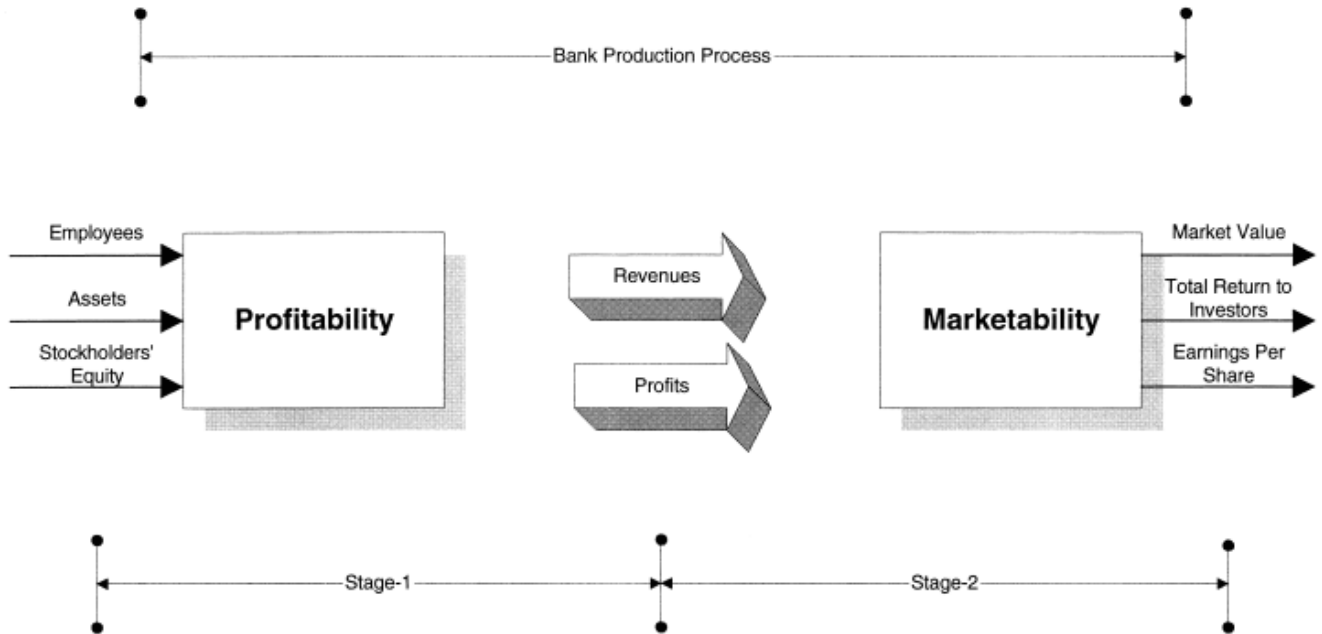 Bank Production Process
Employees
Assets
Stockholders'
Equity
Profitability
Revenues
Profits
Marketability
Market Value
Total Return to
Investors
Earnings Per
Share
Stage-1
Stage-2